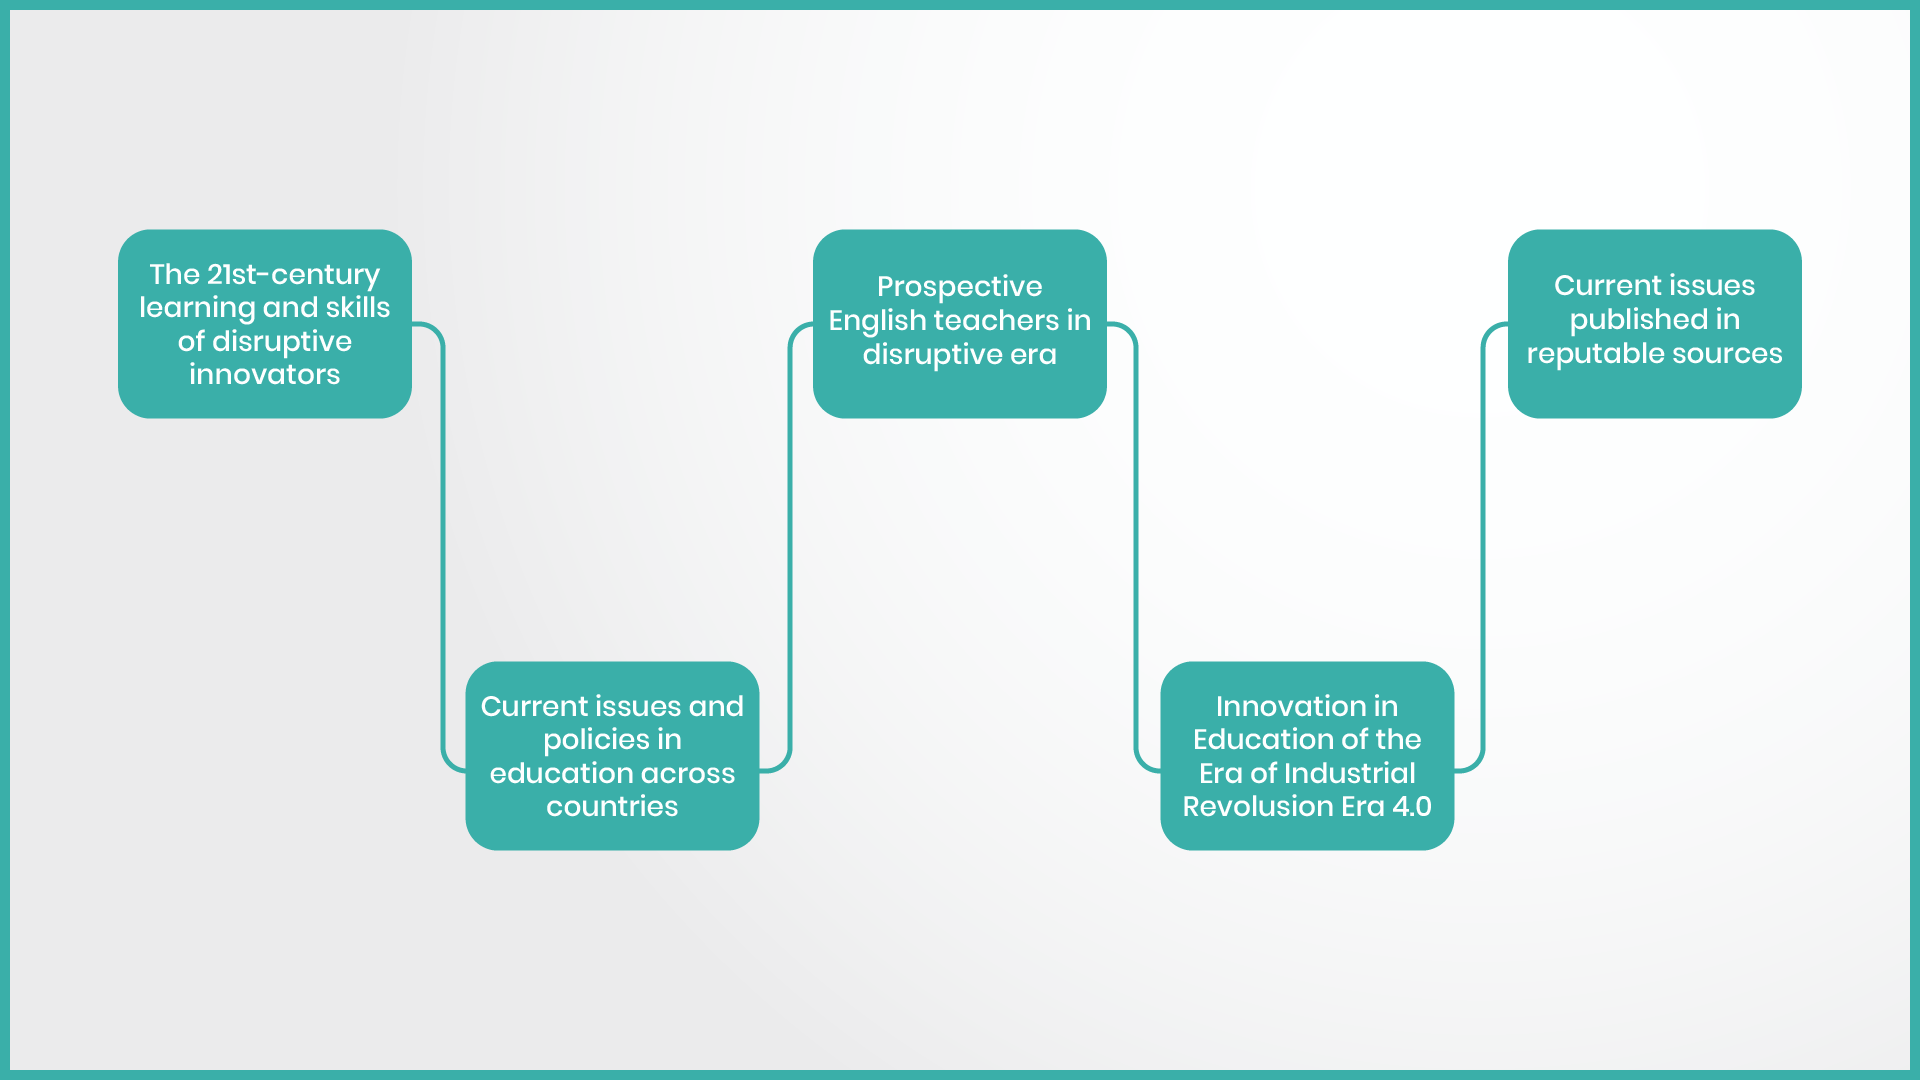 The 21st-century
learning and skills
of disruptive
innovators
Current issues and
policies in
education across
countries
Prospective
English teachers in
disruptive era
Innovation in
Education of the
Era of Industrial
Revolusion Era 4.0
Current issues
published in
reputable sources